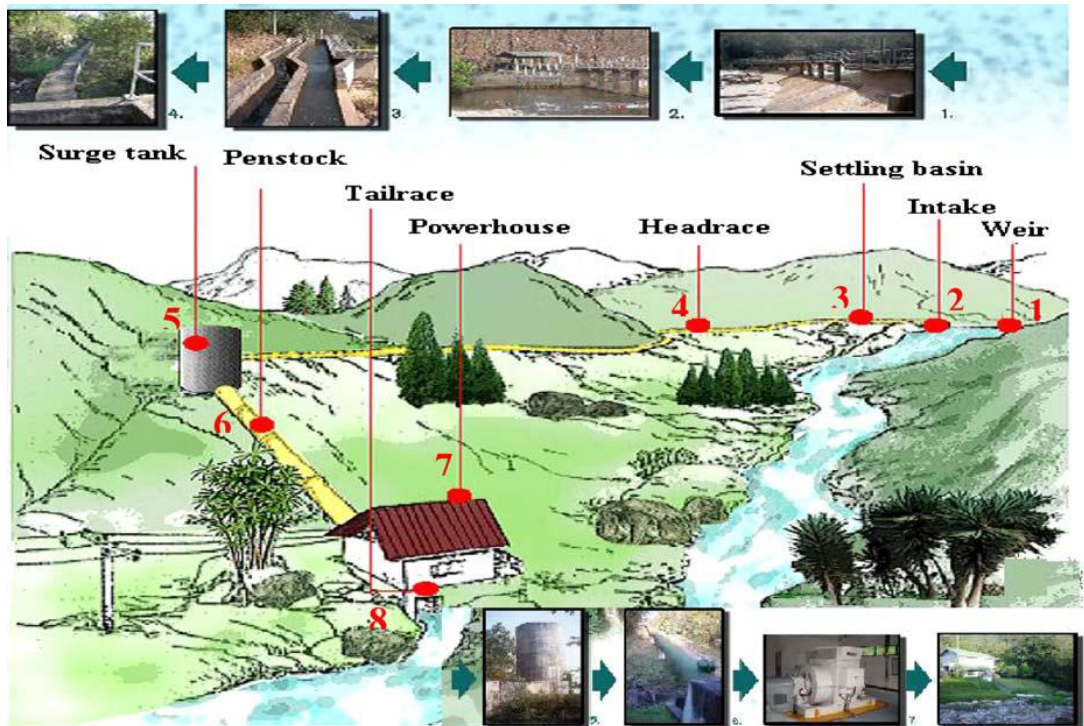 4.
3.
2.
1.
Surge tank
Penstock
Tailrace
Powerhouse
Headrace
Settling basin
Intake
Weir
5
4
3
2
1
6
7
8
5.
6.
7.